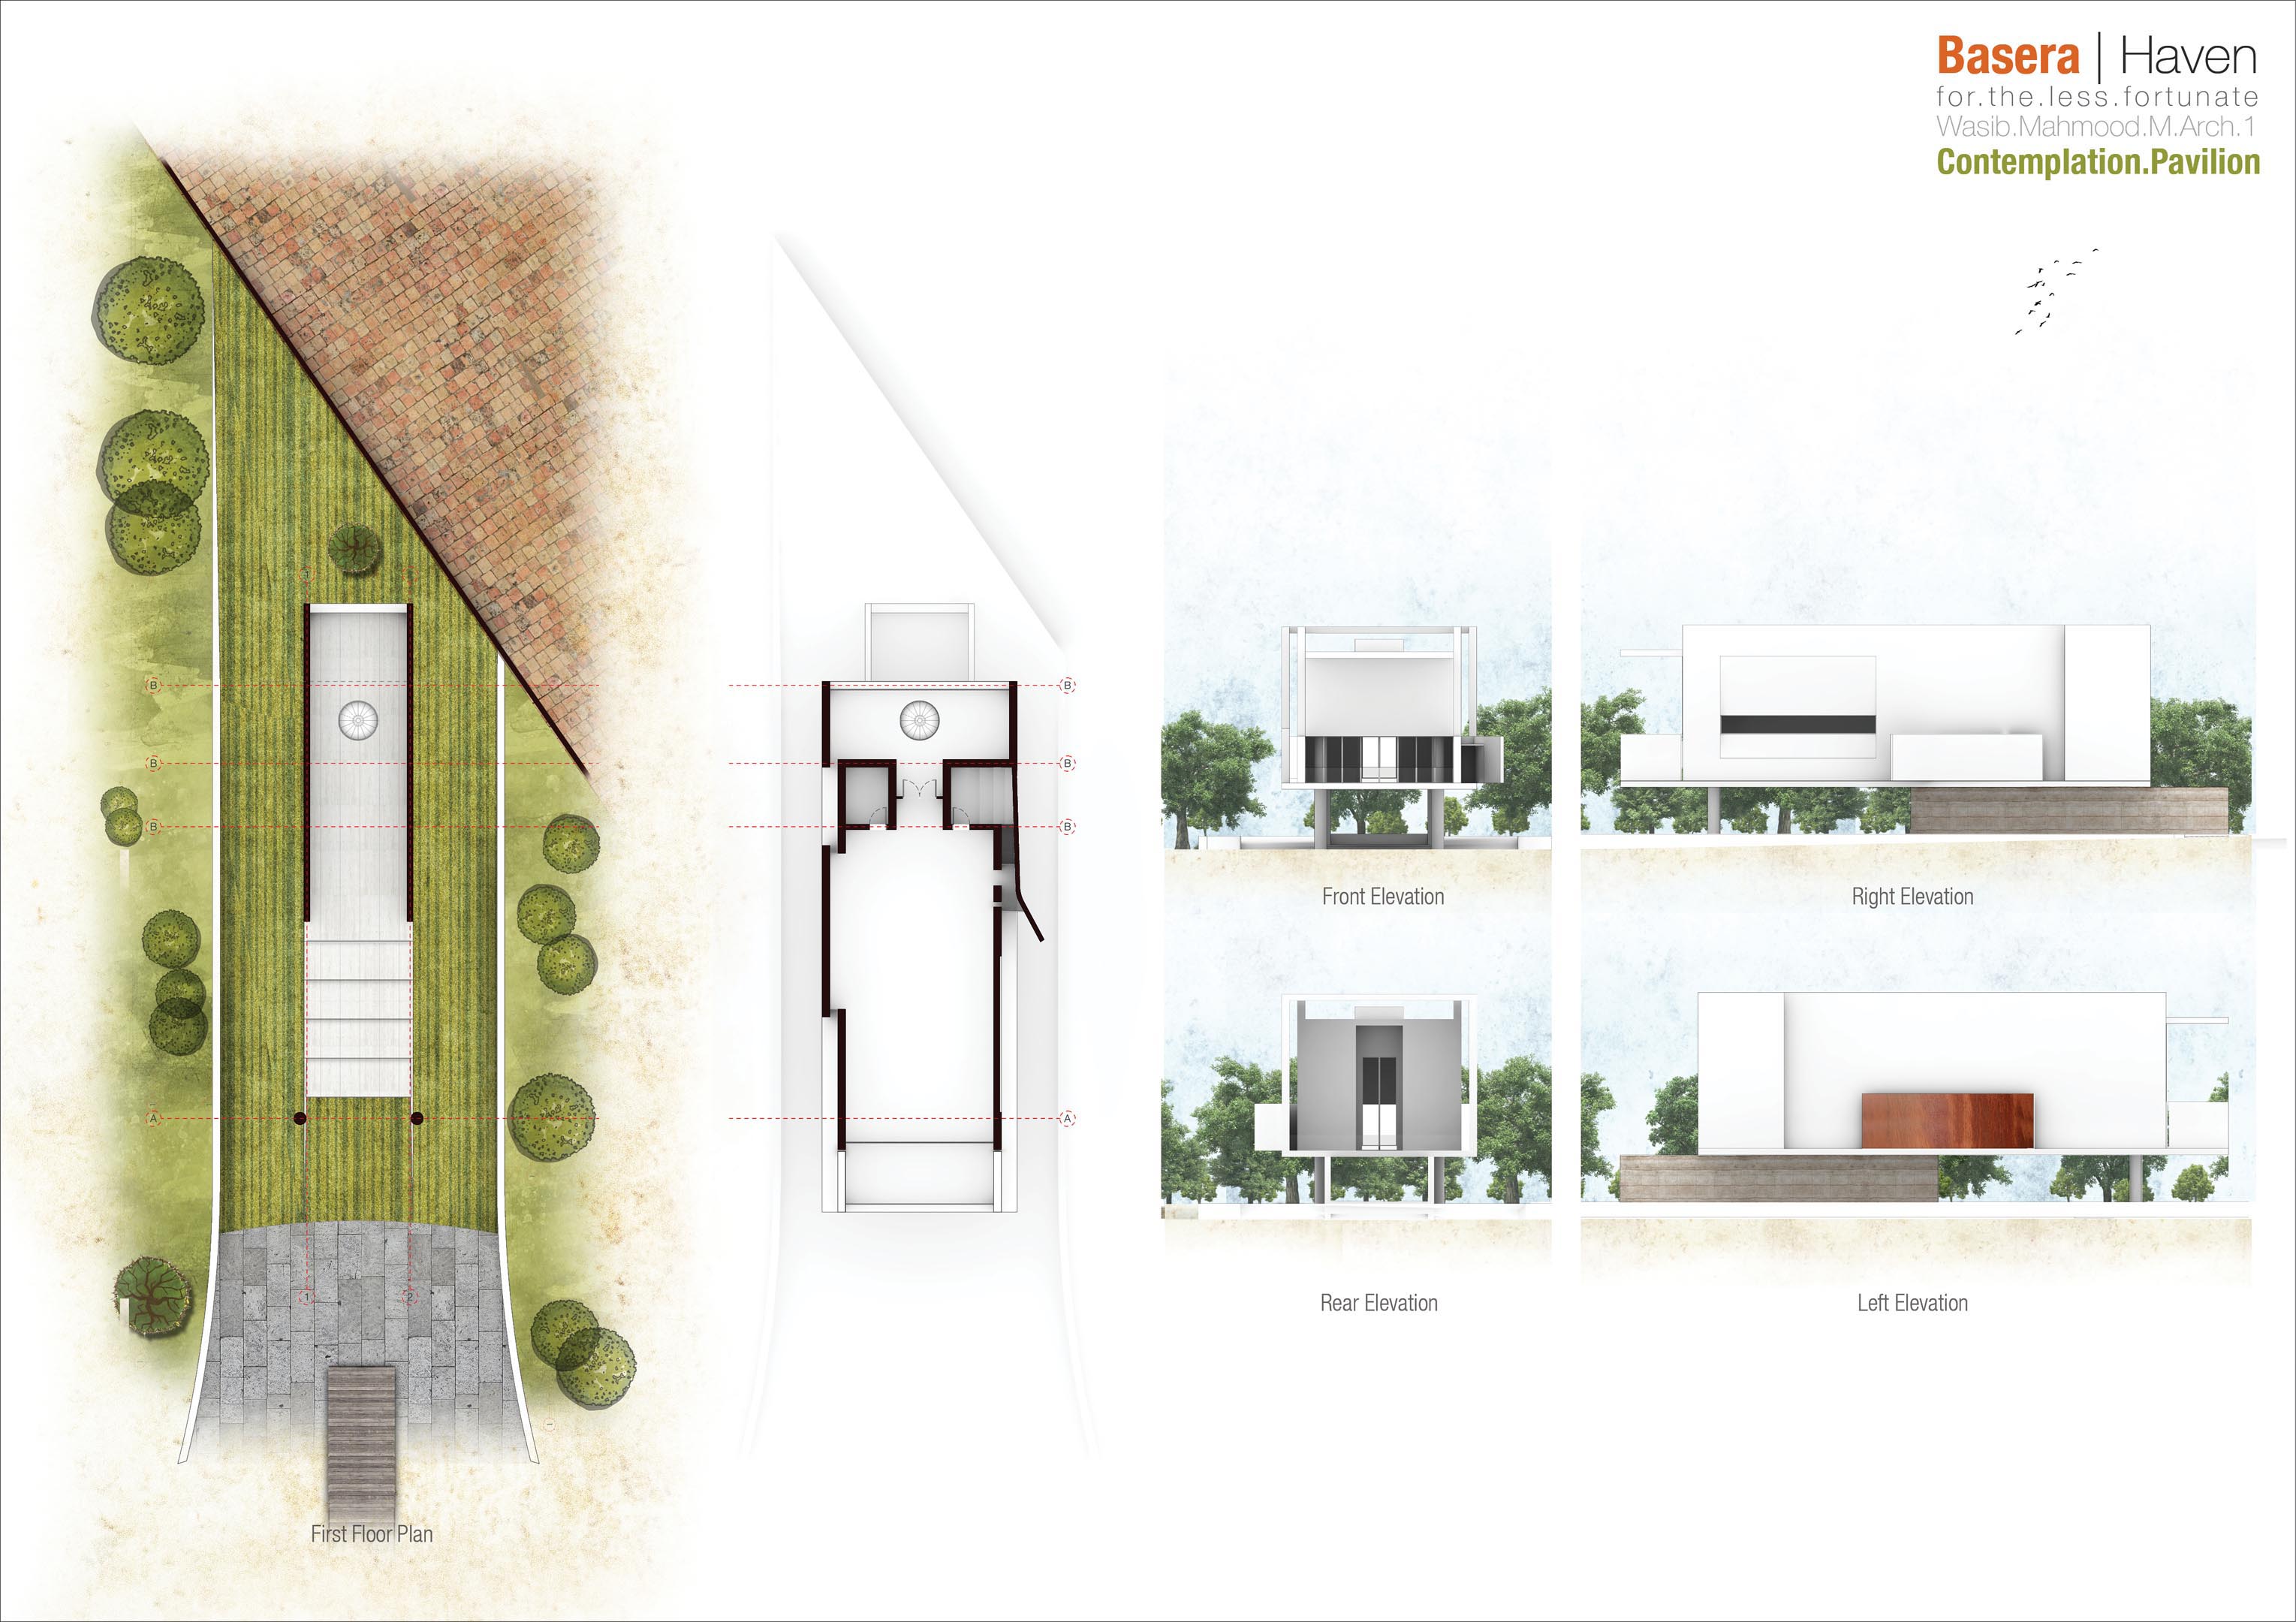 Basera | Haven
for.the.less.fortunate
Wasib.Mahmood.M.Arch.1
Contemplation.Pavilion
1
B
B
B
B
B
B
A
A
1
2
Front Elevation
Right Elevation
Rear Elevation
Left Elevation
First Floor Plan